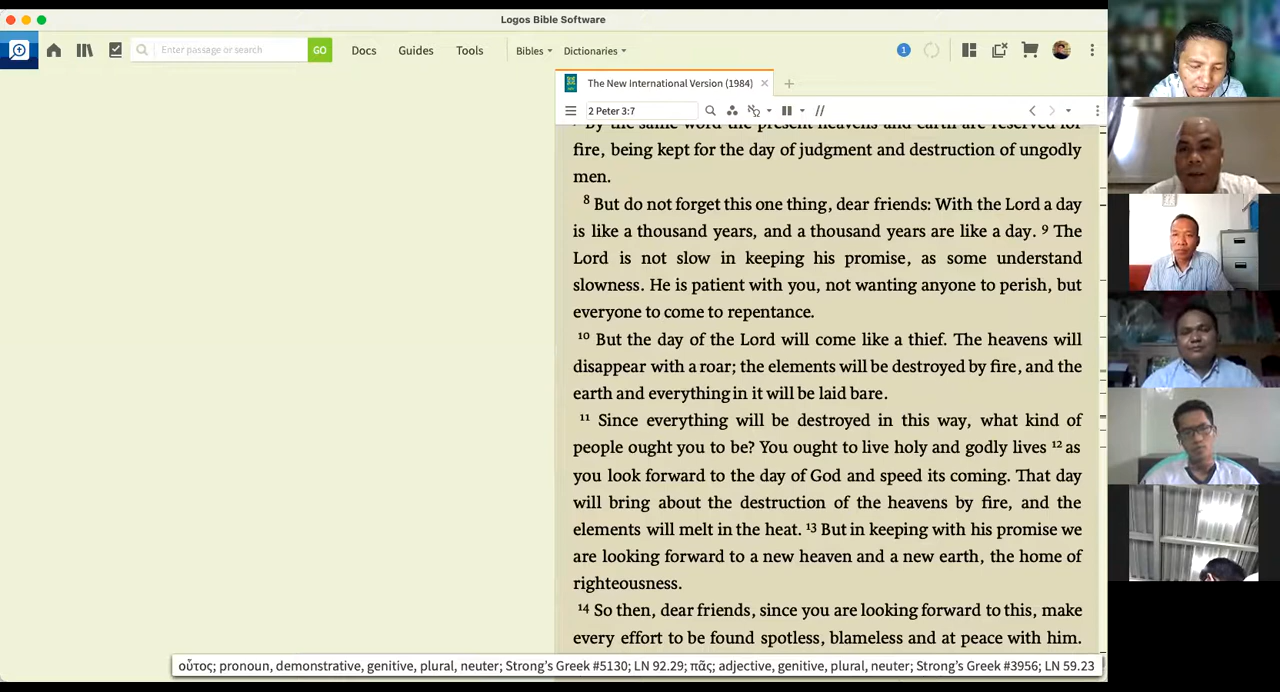 Logos Bible Software
Enter passage or search GO Docs Guides Tools Bibles Dictionaries 1
The New International Version (1984)
2 Peter 3:7
By the same word the present heavens and earth are reserved for
fire, being kept for the day of judgment and destruction of ungodly
men.
8 But do not forget this one thing, dear friends: With the Lord a day
is like a thousand years, and a thousand years are like a day. 9 The
Lord is not slow in keeping his promise, as some understand
slowness. He is patient with you, not wanting anyone to perish, but
everyone to come to repentance.
10 But the day of the Lord will come like a thief. The heavens will
disappear with a roar; the elements will be destroyed by fire, and the
earth and everything in it will be laid bare.
11 Since everything will be destroyed in this way, what kind of
people ought you to be? You ought to live holy and godly lives 12 as
you look forward to the day of God and speed its coming. That day
will bring about the destruction of the heavens by fire, and the
elements will melt in the heat. 13 But in keeping with his promise we
are looking forward to a new heaven and a new earth, the home of
righteousness.
14 So then, dear friends, since you are looking forward to this, make
every effort to be found spotless, blameless and at peace with him.
οὗτος; pronoun, demonstrative, genitive, plural, neuter; Strong's Greek #5130; LN 92.29; πᾶς; adjective, genitive, plural, neuter; Strong's Greek #3956; LN 59.23